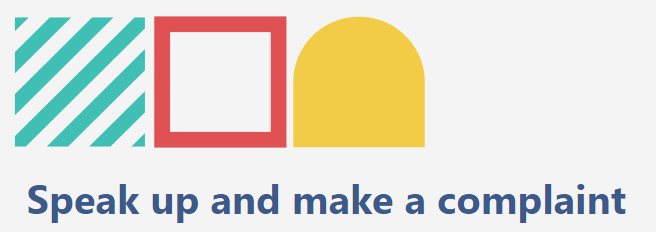 Speak up and make a complaint